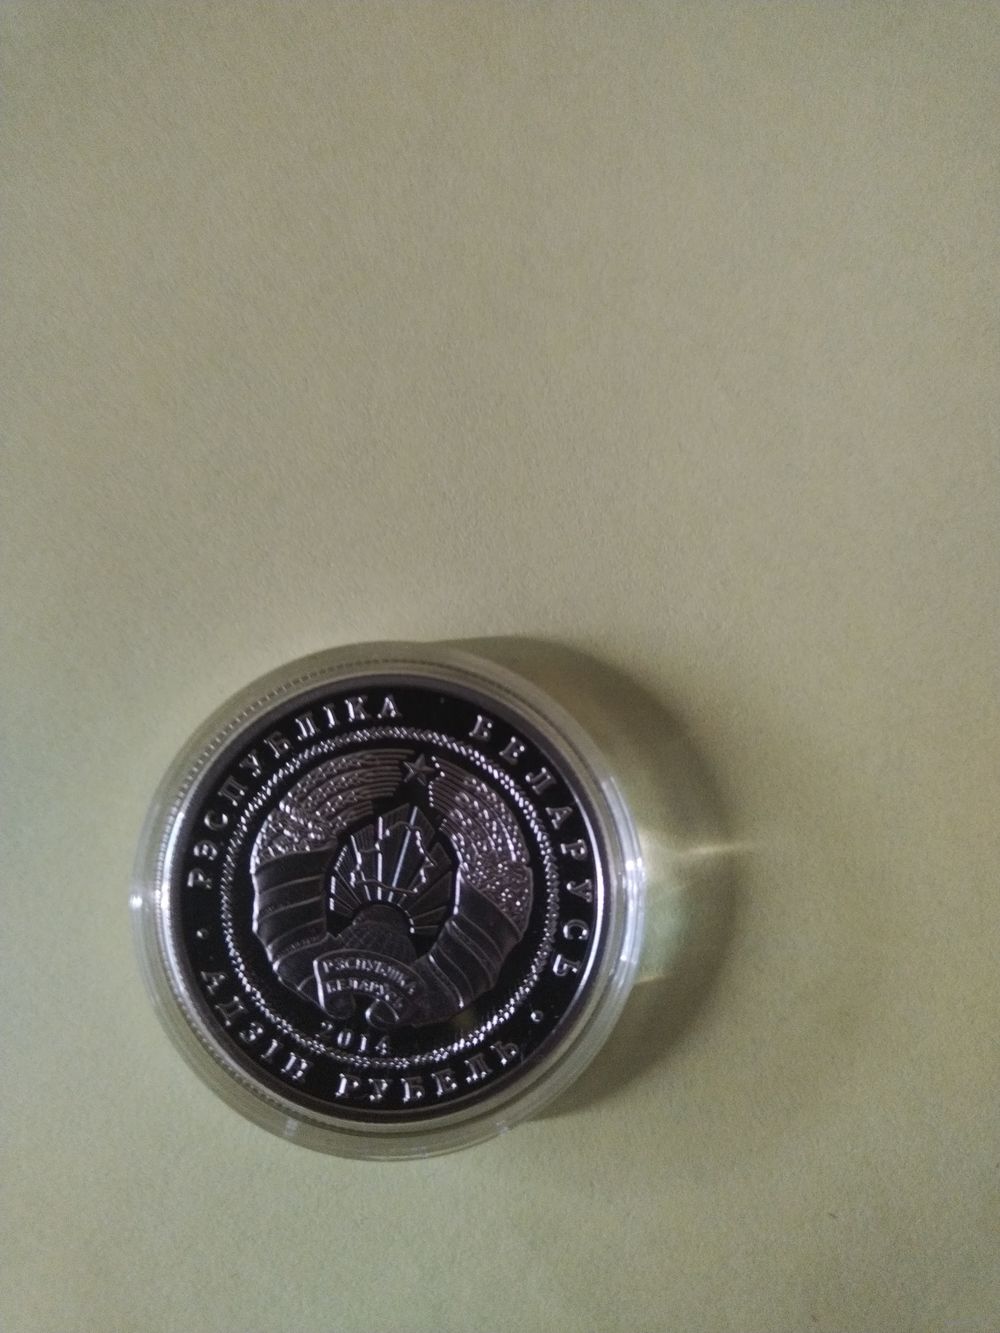 РЭСПУБЛІКА БЕЛАРУСЬ
РЭСПУБЛІКА
БЕЛАРУСЬ
2014
АДЗІН РУБЕЛЬ